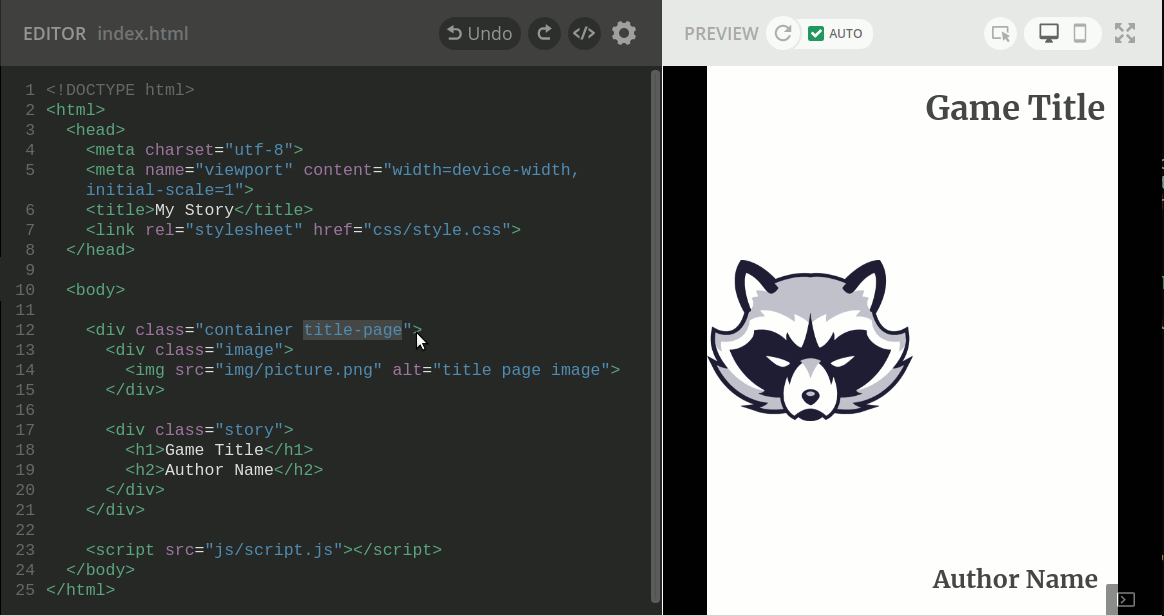 EDITOR index.html
Undo
</>
PREVIEW
AUTO
1 <!DOCTYPE html>
2 <html>
3 <head>
4 <meta charset="utf-8">
5 <meta name="viewport" content="width=device-width,
initial-scale=1">
6 <title>My Story</title>
7 <link rel="stylesheet" href="css/style.css">
8 </head>
9
10 <body>
11
12 <div class="container title-page">
13 <div class="image">
14 <img src="img/picture.png" alt="title page image">
15 </div>
16
17 <div class="story">
18 <h1>Game Title</h1>
19 <h2>Author Name</h2>
20 </div>
21 </div>
22
23 <script src="js/script.js"></script>
24 </body>
25 </html>
Game Title
Author Name